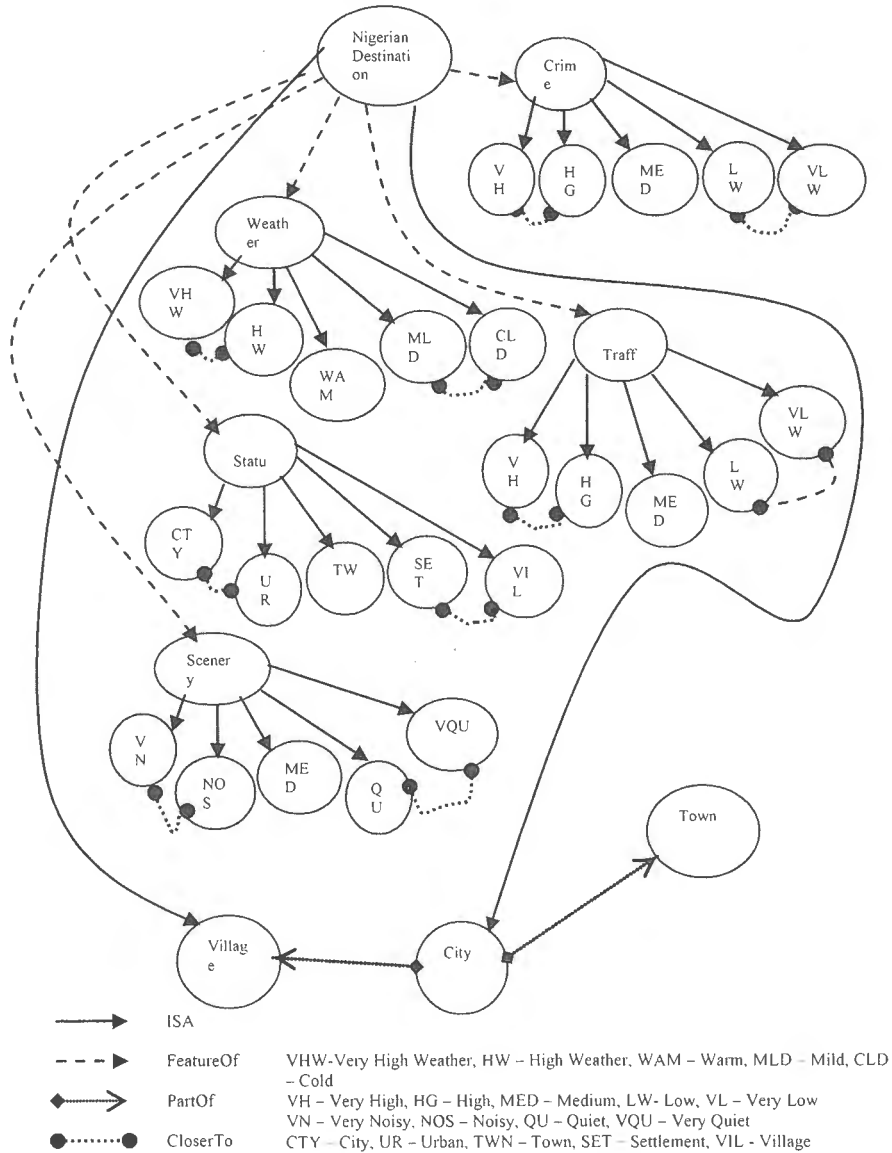 Nigerian
Destinati
on
Crim
e
V
H
H
G
ME
D
L
W
VL
W
Weath
er
VH
W
H
W
WA
M
ML
D
CL
D
Traff
V
H
H
G
ME
D
L
W
VL
W
Statu
CT
Y
U
R
TW
SE
T
VI
L
Scener
y
V
N
NO
S
ME
D
Q
U
VQU
Town
Villag
e
City
ISA
FeatureOf VHW-Very High Weather, HW – High Weather, WAM – Warm, MLD – Mild, CLD
– Cold
PartOf VH – Very High, HG – High, MED – Medium, LW- Low, VL – Very Low
VN – Very Noisy, NOS – Noisy, QU – Quiet, VQU – Very Quiet
CloserTo CTY – City, UR – Urban, TWN – Town, SET – Settlement, VIL - Village